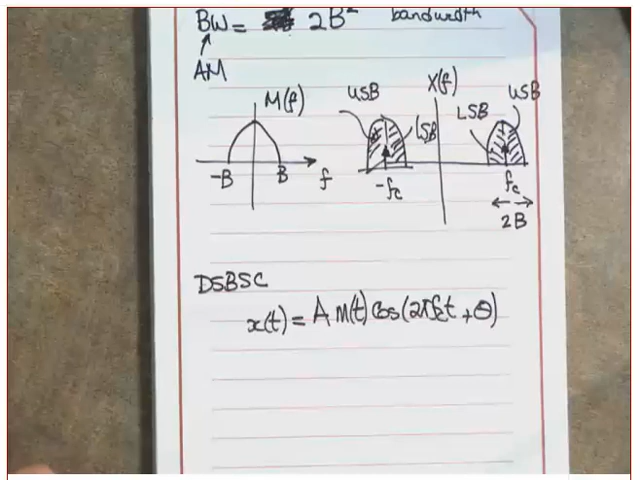 BW = 2B bandwidth
AM
M(f)
-B B f
X(f)
USB LSB
-fc
LSB USB
fc
2B
DSBSC
x(t) = A m(t) cos(2πfct + θ)